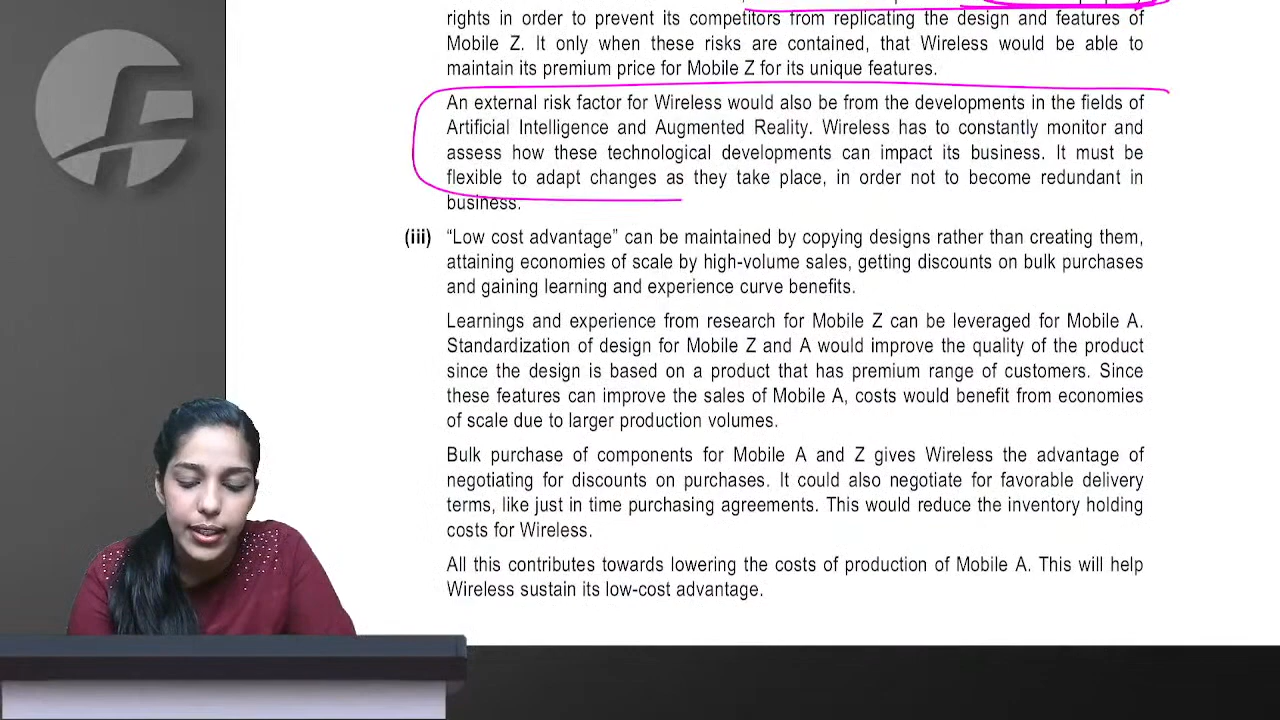 rights in order to prevent its competitors from replicating the design and features of
Mobile Z. It only when these risks are contained, that Wireless would be able to
maintain its premium price for Mobile Z for its unique features.
An external risk factor for Wireless would also be from the developments in the fields of
Artificial Intelligence and Augmented Reality. Wireless has to constantly monitor and
assess how these technological developments can impact its business. It must be
flexible to adapt changes as they take place, in order not to become redundant in
business.
(iii) “Low cost advantage” can be maintained by copying designs rather than creating them,
attaining economies of scale by high-volume sales, getting discounts on bulk purchases
and gaining learning and experience curve benefits.
Learnings and experience from research for Mobile Z can be leveraged for Mobile A.
Standardization of design for Mobile Z and A would improve the quality of the product
since the design is based on a product that has premium range of customers. Since
these features can improve the sales of Mobile A, costs would benefit from economies
of scale due to larger production volumes.
Bulk purchase of components for Mobile A and Z gives Wireless the advantage of
negotiating for discounts on purchases. It could also negotiate for favorable delivery
terms, like just in time purchasing agreements. This would reduce the inventory holding
costs for Wireless.
All this contributes towards lowering the costs of production of Mobile A. This will help
Wireless sustain its low-cost advantage.